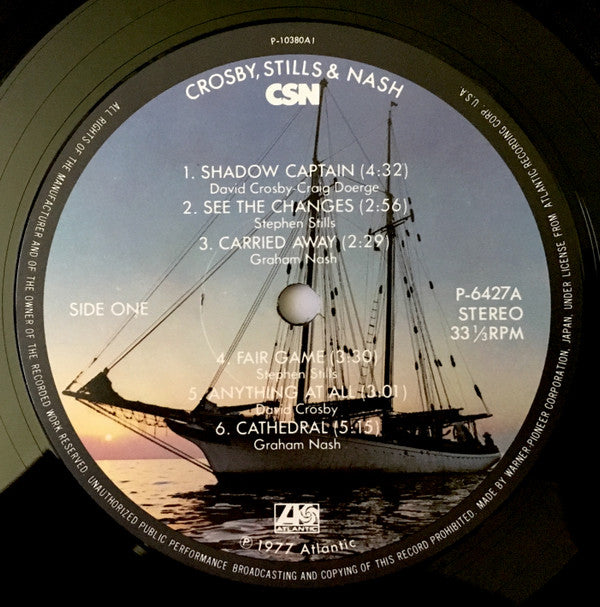 P-10380A1
CROSBY, STILLS & NASH
CSN
1. SHADOW CAPTAIN (4:32)
David Crosby-Craig Doerge
2. SEE THE CHANGES (2:56)
Stephen Stills
3. CARRIED AWAY (2:29)
Graham Nash
SIDE ONE
P-6427A
STEREO
33 1/3 RPM
4. FAIR GAME (3:30)
Stephen Stills
5. ANYTHING AT ALL (3:01)
David Crosby
6. CATHEDRAL (5:15)
Graham Nash
ATLANTIC
Ⓟ 1977 Atlantic
ALL RIGHTS OF THE MANUFACTURER AND OF THE OWNER OF THE RECORDED WORK RESERVED. UNAUTHORIZED PUBLIC PERFORMANCE BROADCASTING AND COPYING OF THIS RECORD PROHIBITED. MADE BY WARNER-PIONEER CORPORATION, JAPAN, UNDER LICENSE FROM ATLANTIC RECORDING CORP. U.S.A.